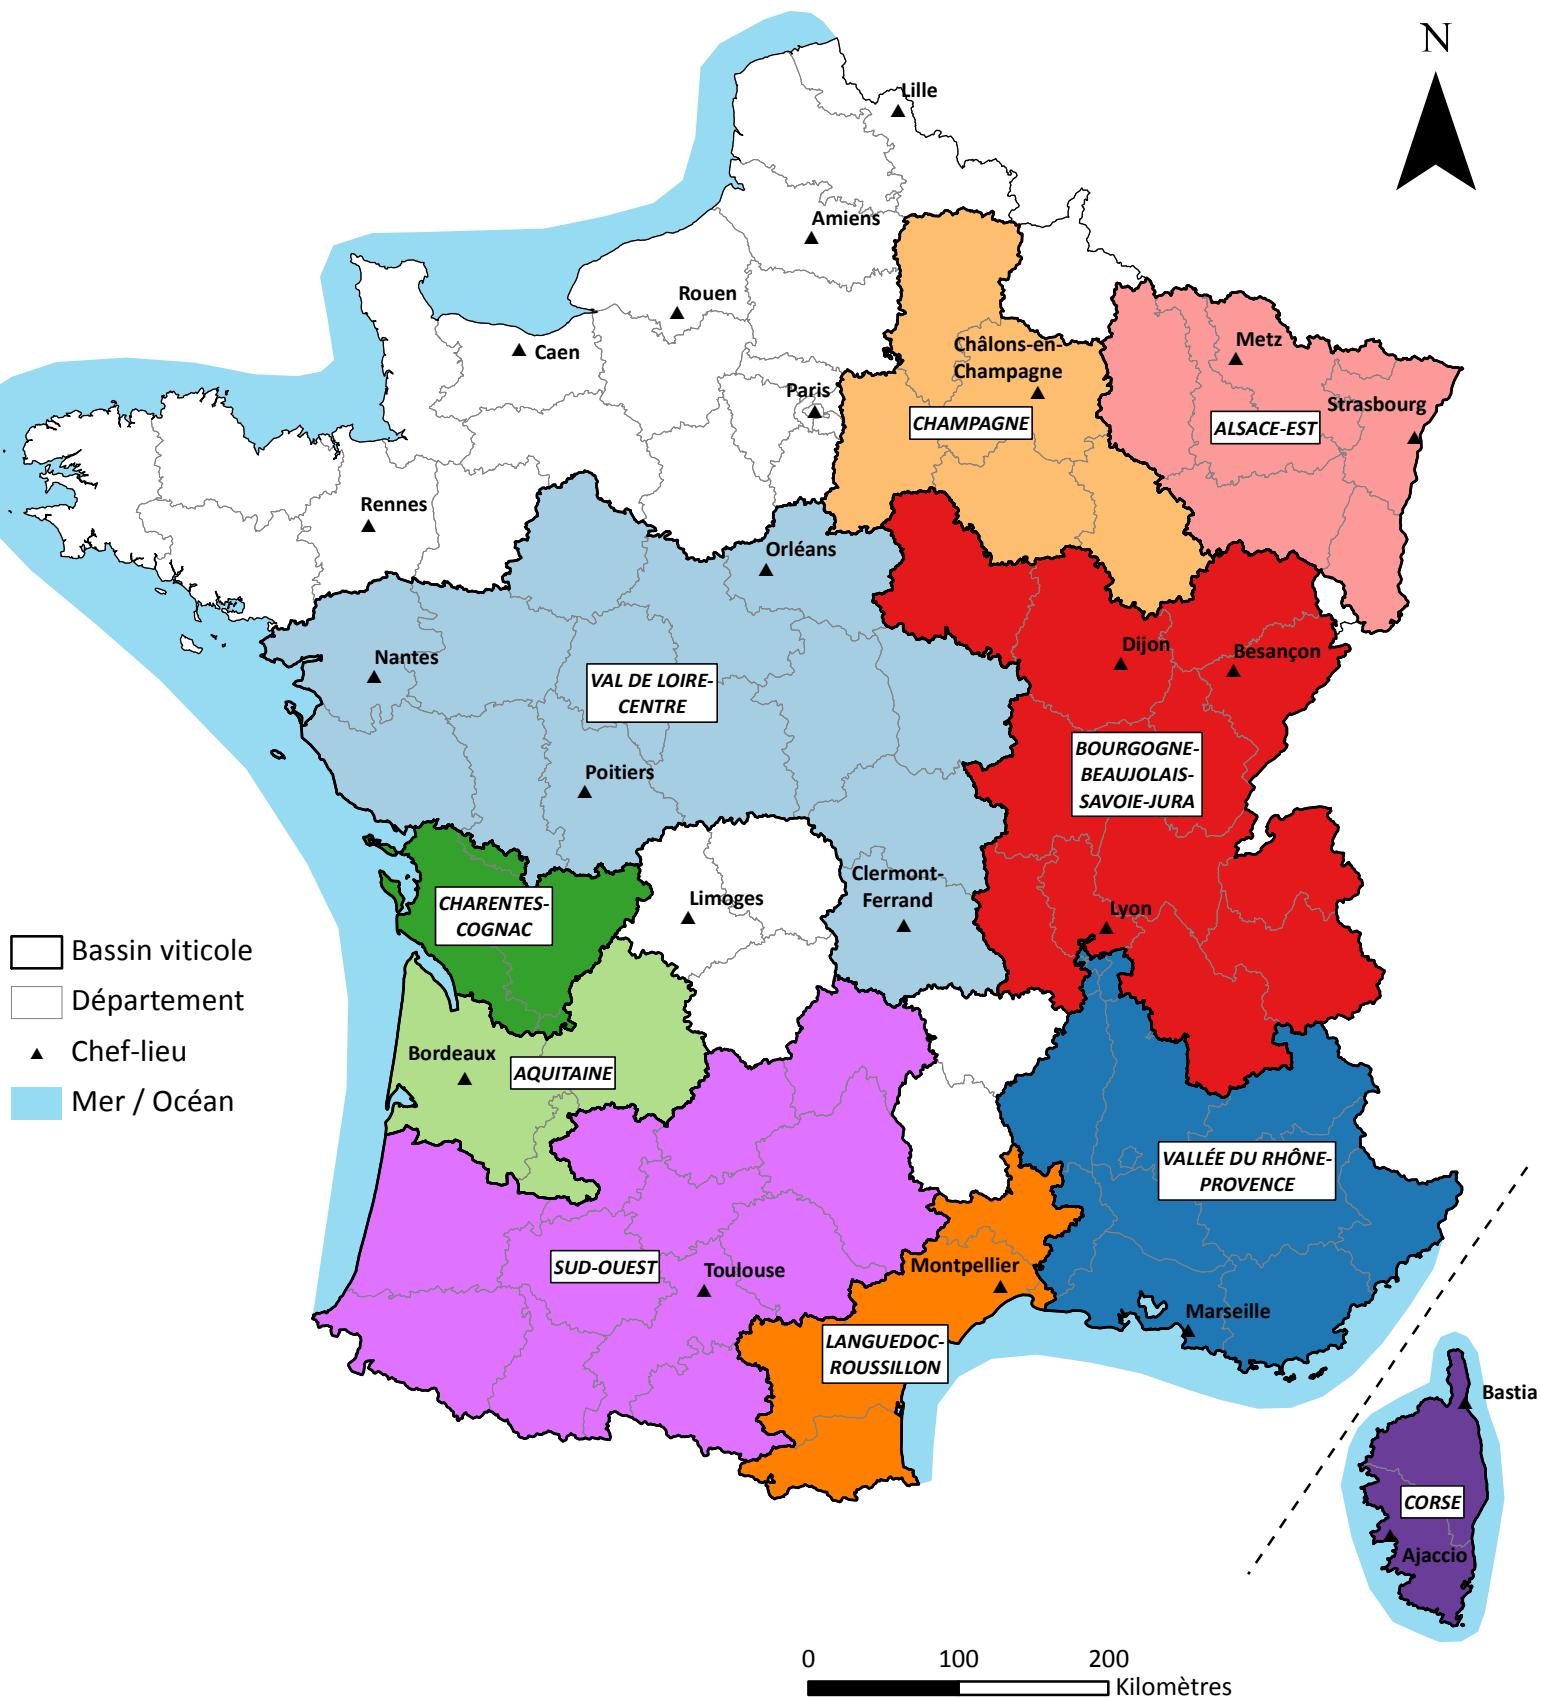 N
Lille
Amiens
Rouen
Caen
Paris
Châlons-en-
Champagne
CHAMPAGNE
Metz
Strasbourg
ALSACE-EST
Rennes
Orléans
Nantes
VAL DE LOIRE-
CENTRE
Dijon
Besançon
BOURGOGNE-
BEAUJOLAIS-
SAVOIE-JURA
Poitiers
CHARENTES-
COGNAC
Limoges
Clermont-
Ferrand
Lyon
Bassin viticole
Département
Chef-lieu
Mer / Océan
Bordeaux
AQUITAINE
VALLÉE DU RHÔNE-
PROVENCE
SUD-OUEST
Toulouse
Montpellier
Marseille
LANGUEDOC-
ROUSSILLON
Bastia
CORSE
Ajaccio
0 100 200
Kilomètres